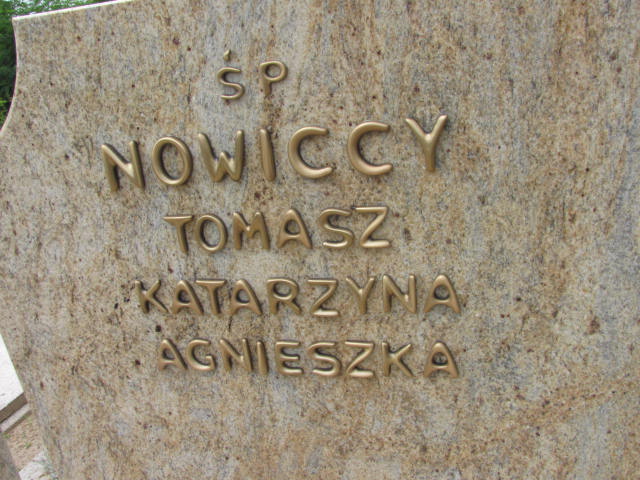 ŚP
NOWICCY
TOMASZ
KATARZYNA
AGNIESZKA